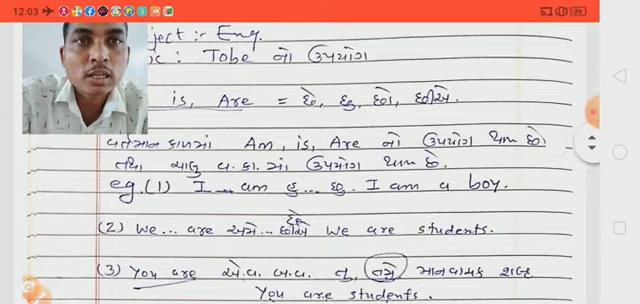 12:03
ject :- Eng.
ic : Tobe નો ઉપયોગ
is, Are = છે, છુ, છો, છીએ.
વર્તમાન કાળમાં Am, is, Are નો ઉપયોગ થાય છે.
તથા ચાલુ વ.કા. માં ઉપયોગ થાય છે.
eg. (1) I ... am હુ ... છુ. I am a boy.
(2) We ... are અમે ... છીએ We are students.
(3) You are એ.વ. બ.વ. તુ, તમે, માનવાચક શબ્દ
You are students.